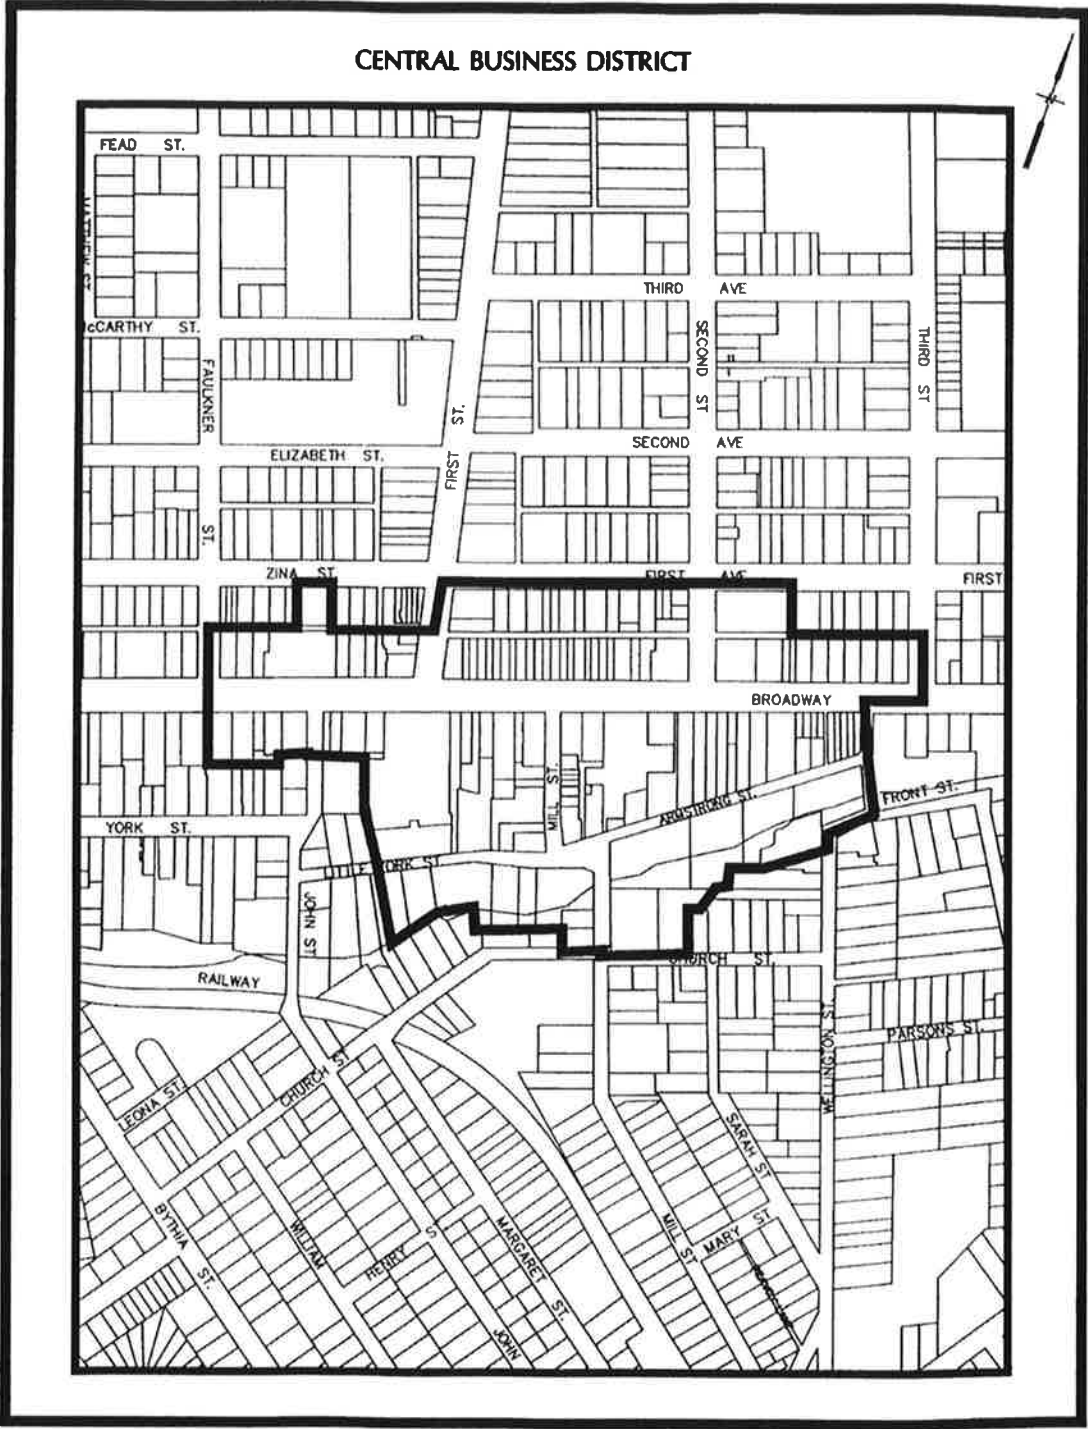 CENTRAL BUSINESS DISTRICT
N
FEAD ST.
MATTHEW ST
McCARTHY ST.
THIRD AVE
FAULKNER ST.
SECOND ST
THIRD ST
FIRST ST.
SECOND AVE
ELIZABETH ST.
ZINA ST.
FIRST AVE
FIRST
BROADWAY
MILL ST.
ARMSTRONG ST.
FRONT ST.
YORK ST.
LITTLE YORK ST.
JOHN ST
CHURCH ST.
RAILWAY
WELLINGTON ST.
PARSONS ST.
CHURCH ST
LEONA ST.
SARAH ST
BYTHIA ST.
WILLIAM
HENRY S
MARGARET ST.
MILL ST
MARY ST
JOHN